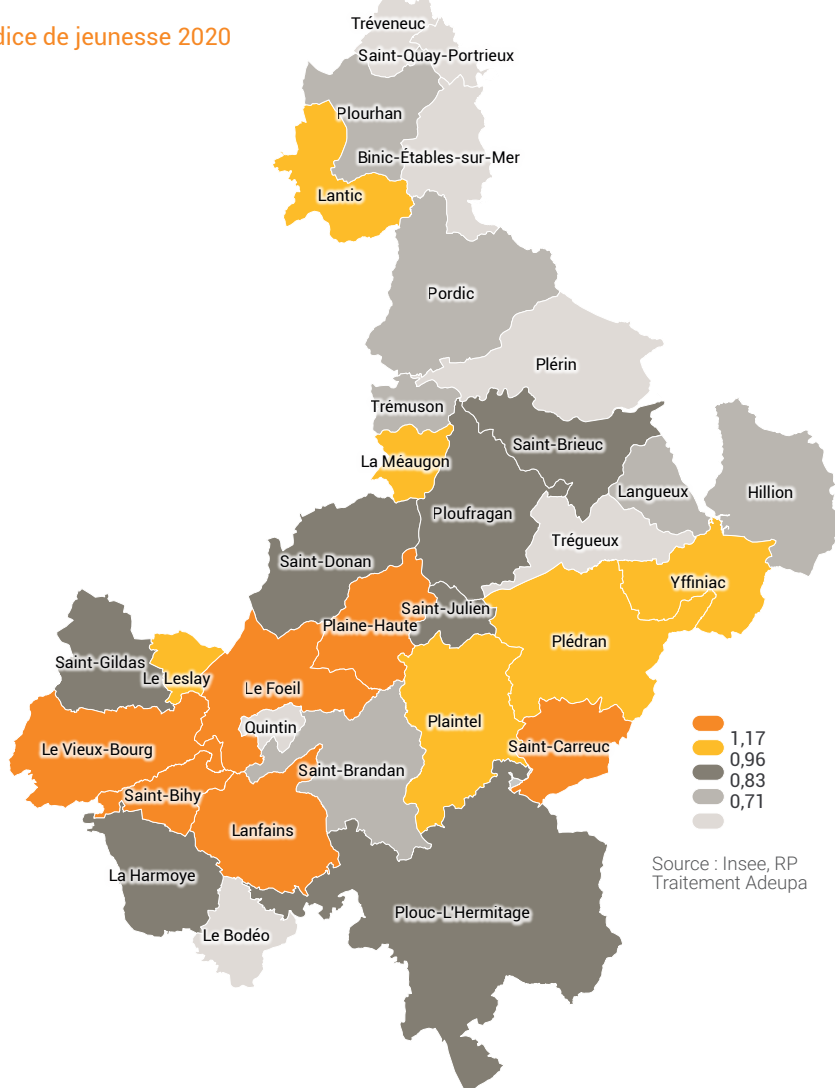 dice de jeunesse 2020
Tréveneuc
Saint-Quay-Portrieux
Plourhan
Binic-Étables-sur-Mer
Lantic
Pordic
Plérin
Trémuson
Saint-Brieuc
La Méaugon
Langueux
Hillion
Ploufragan
Trégueux
Saint-Donan
Yffiniac
Saint-Julien
Plaine-Haute
Plédran
Saint-Gildas
Le Leslay
Le Foeil
Plaintel
Quintin
Le Vieux-Bourg
Saint-Carreuc
Saint-Brandan
Saint-Bihy
Lanfains
La Harmoye
Plouc-L'Hermitage
Le Bodéo
1,17
0,96
0,83
0,71
Source : Insee, RP
Traitement Adeupa